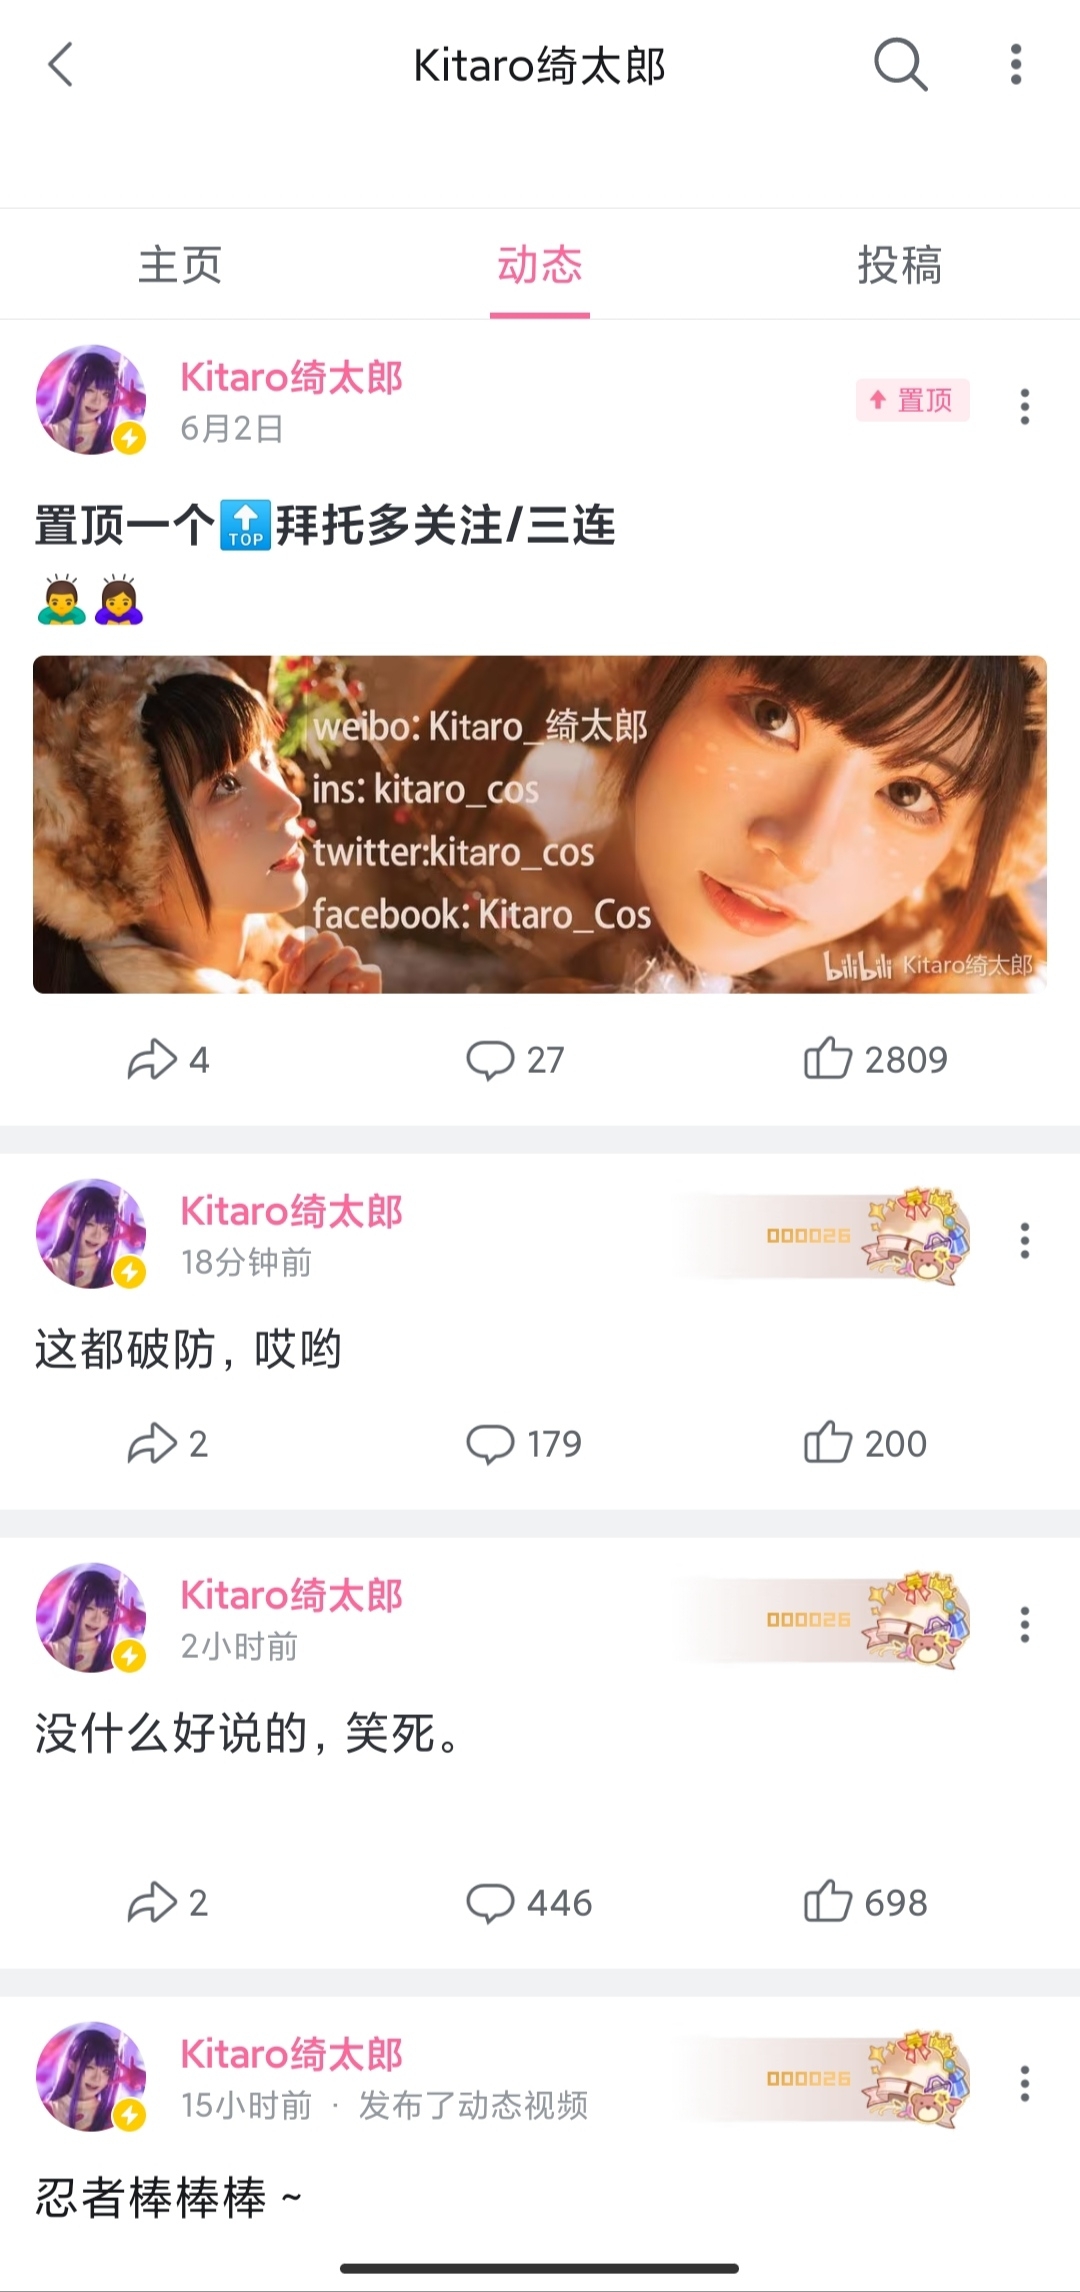 Kitaro绮太郎
主页
动态
投稿
Kitaro绮太郎
置顶
6月2日
置顶一个🔝拜托多关注/三连
🙇‍♂️🙇‍♀️
weibo: Kitaro_绮太郎
ins: kitaro_cos
twitter:kitaro_cos
facebook: Kitaro_Cos
bilibili Kitaro绮太郎
4
27
2809
Kitaro绮太郎
000026
18分钟前
这都破防，哎哟
2
179
200
Kitaro绮太郎
000026
2小时前
没什么好说的，笑死。
2
446
698
Kitaro绮太郎
000026
15小时前 · 发布了动态视频
忍者棒棒棒 ~